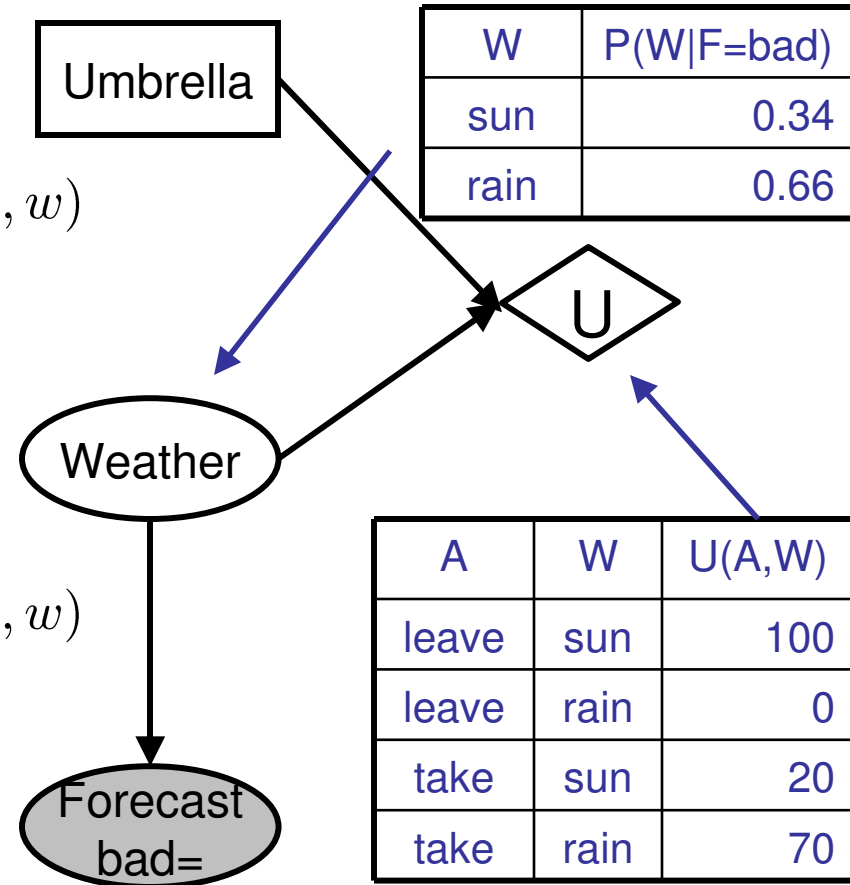 Umbrella
W P(W|F=bad)
sun 0.34
rain 0.66
, w)
U
Weather
A W U(A,W)
leave sun 100
leave rain 0
take sun 20
take rain 70
, w)
Forecast
bad=